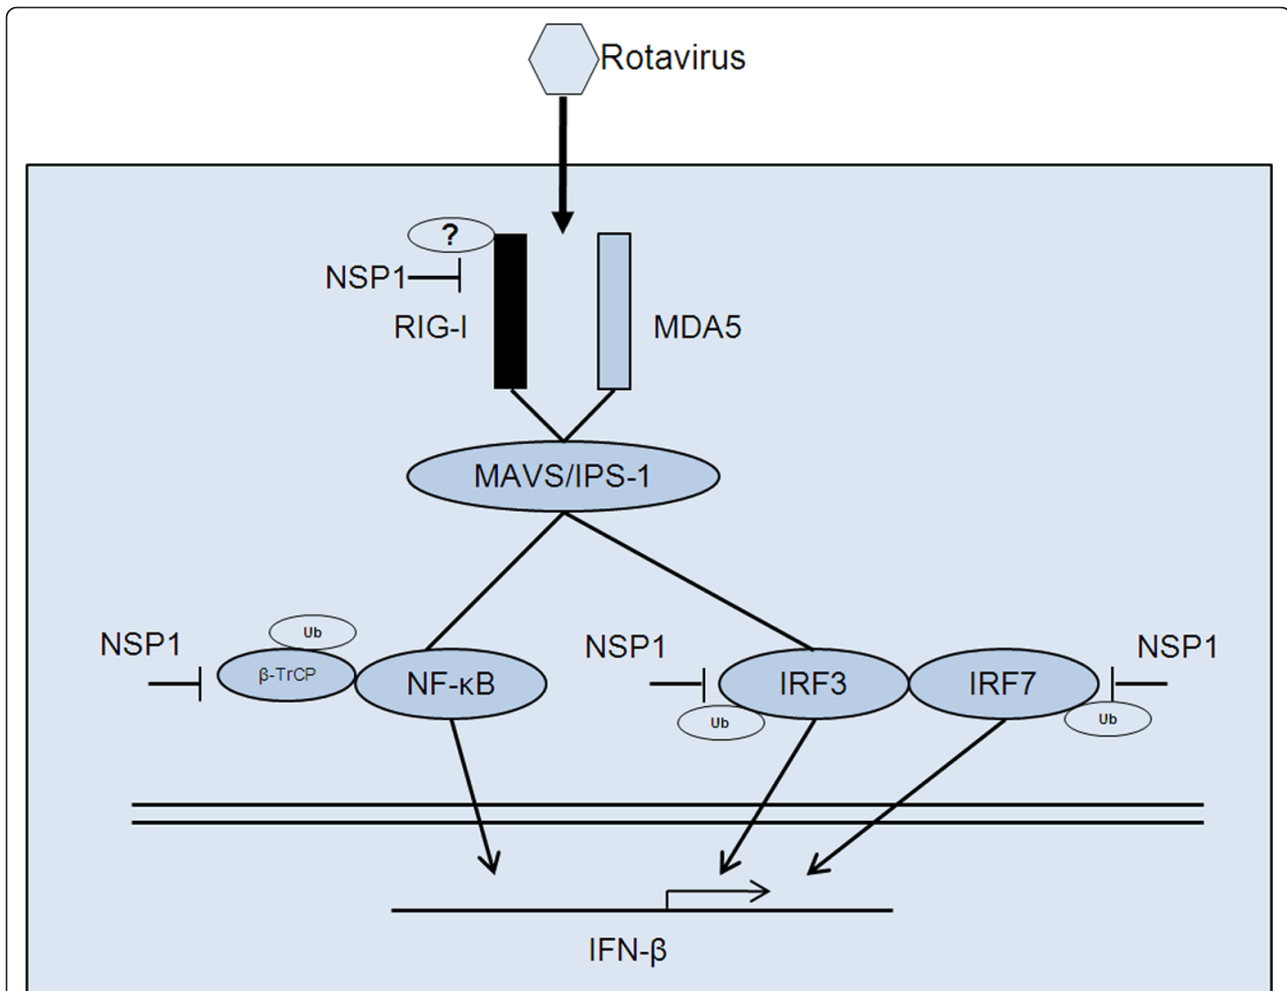 Rotavirus
?
NSP1
RIG-I
MDA5
MAVS/IPS-1
NSP1
Ub
β-TrCP
NF-κB
NSP1
Ub
IRF3
IRF7
NSP1
Ub
IFN-β